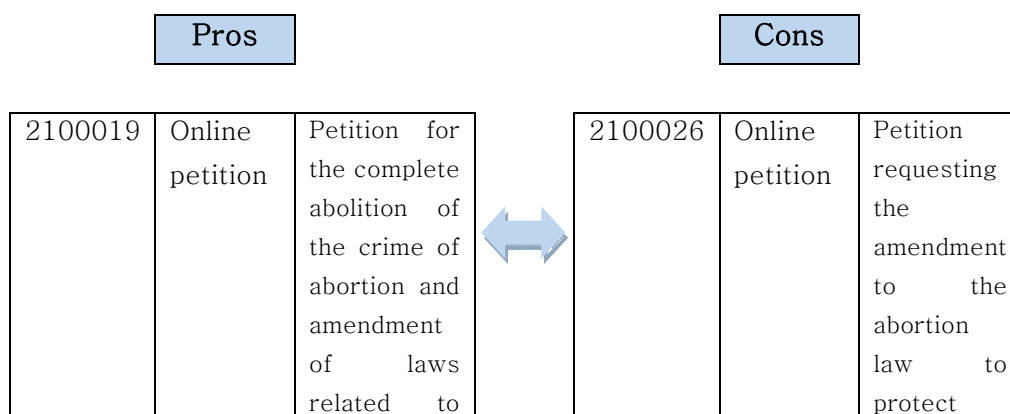 Pros
Cons
2100019
Online
petition
Petition for
the complete
abolition of
the crime of
abortion and
amendment
of laws
related to
2100026
Online
petition
Petition
requesting
the
amendment
to the
abortion
law to
protect